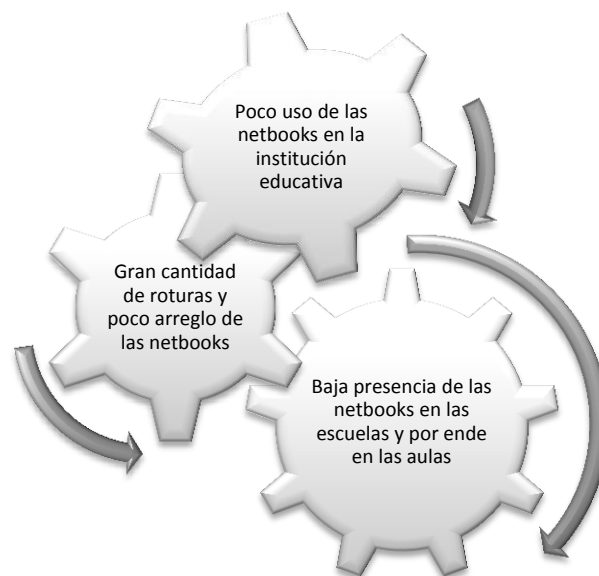 Poco uso de las
netbooks en la
institución
educativa
Gran cantidad
de roturas y
poco arreglo de
las netbooks
Baja presencia de las
netbooks en las
escuelas y por ende
en las aulas